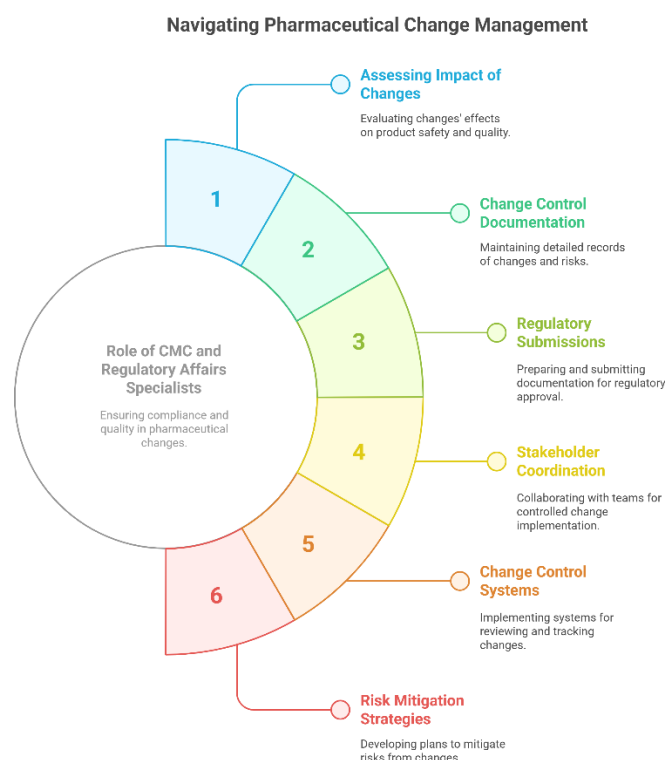 Navigating Pharmaceutical Change Management
Assessing Impact of
Changes
Evaluating changes' effects
on product safety and quality.
1
Change Control
Documentation
Maintaining detailed records
of changes and risks.
2
Regulatory
Submissions
Preparing and submitting
documentation for regulatory
approval.
3
Role of CMC and
Regulatory Affairs
Specialists
Ensuring compliance and
quality in pharmaceutical
changes.
4
Stakeholder
Coordination
Collaborating with teams for
controlled change
implementation.
5
Change Control
Systems
Implementing systems for
reviewing and tracking
changes.
6
Risk Mitigation
Strategies
Developing plans to mitigate
risks from changes